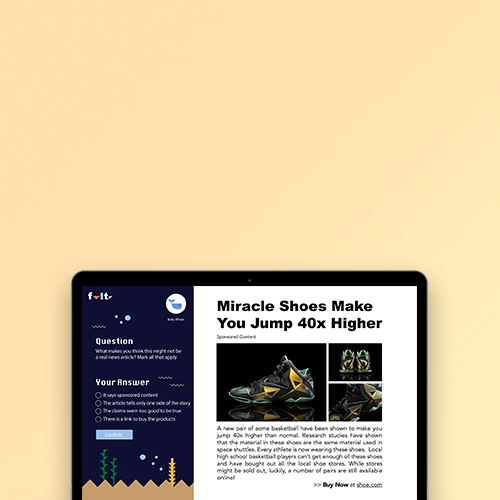 Baby Whale
Question
What makes you think this might not be
a real news article? Mark all that apply
Your Answer
It says sponsored content
The article tells only one side of the story
The claims seem too good to be true
There is a link to buy the products
Confirm
Miracle Shoes Make
You Jump 40x Higher
Sponsored Content
A new pair of acme basketball have been shown to make you
jump 40x higher than normal. Research studies have shown
that the material in these shoes are the same material used in
space shuttles. Every athlete is now wearing these shoes. Local
high school basketball players can't get enough of these shoes
and have bought out all the local shoe stores. While stores
might be sold out, luckily, a number of pairs are still available
online!
>> Buy Now at shoe.com